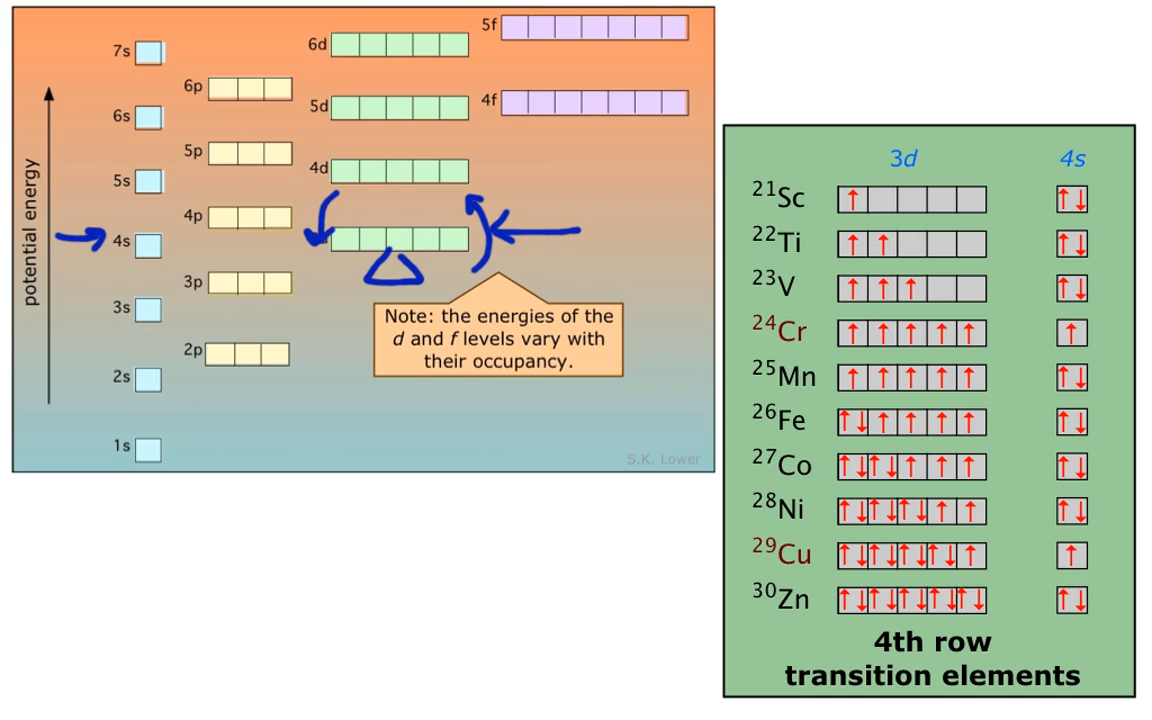 5f
6d
7s
6p
5d
4f
6s
5p
4d
5s
4p
4s
3p
3s
2p
2s
1s
potential energy
Note: the energies of the
d and f levels vary with
their occupancy.
S.K. Lower
3d 4s
21Sc
22Ti
23V
24Cr
25Mn
26Fe
27Co
28Ni
29Cu
30Zn
4th row
transition elements